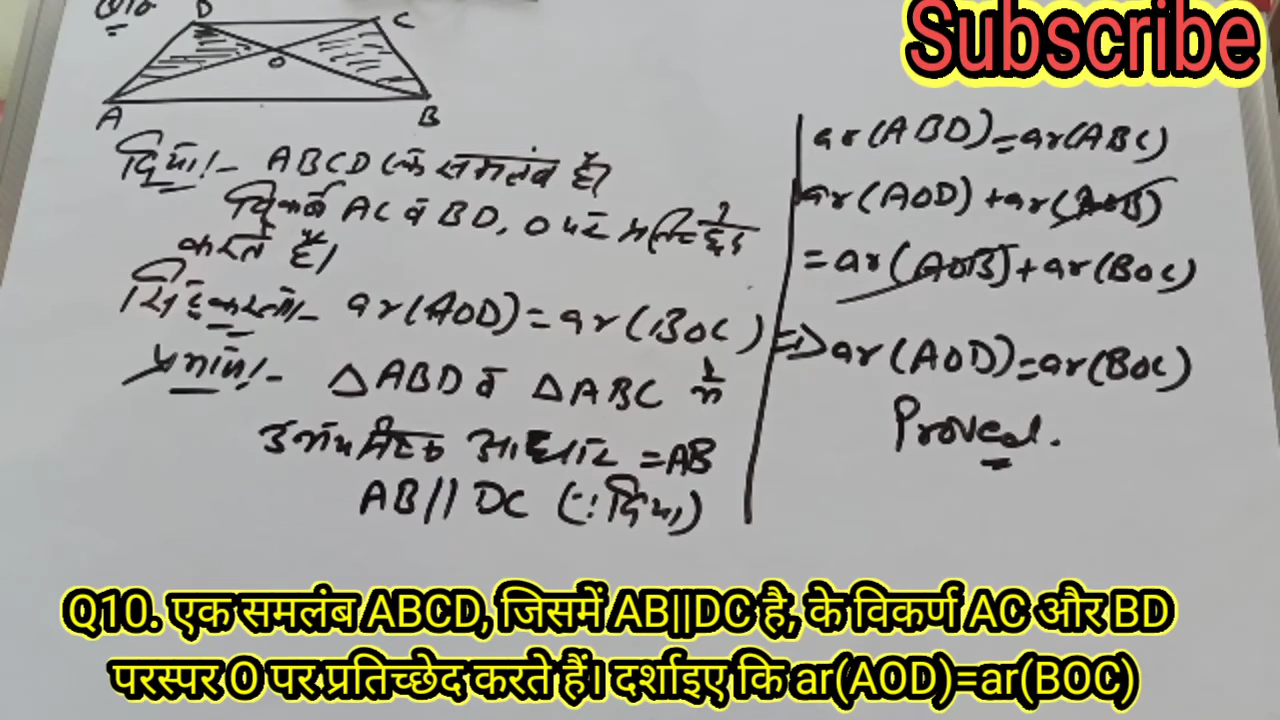 Q10
D C
O
A B
दिया:- ABCD एक समलंब है।
विकर्ण AC व BD, O पर प्रतिच्छेद
करते हैं।
सिद्ध करना:- ar(AOD)=ar(BOC)
प्रमाण:- △ABD व △ABC में
उभयनिष्ठ आधार =AB
AB||DC (∵दिया)
ar(ABD)=ar(ABC)
ar(AOD)+ar(AOB)
=ar(AOB)+ar(BOC)
⇒ar(AOD)=ar(BOC)
Proved.
Subscribe
Q10. एक समलंब ABCD, जिसमें AB||DC है, के विकर्ण AC और BD
परस्पर O पर प्रतिच्छेद करते हैं। दर्शाइए कि ar(AOD)=ar(BOC)